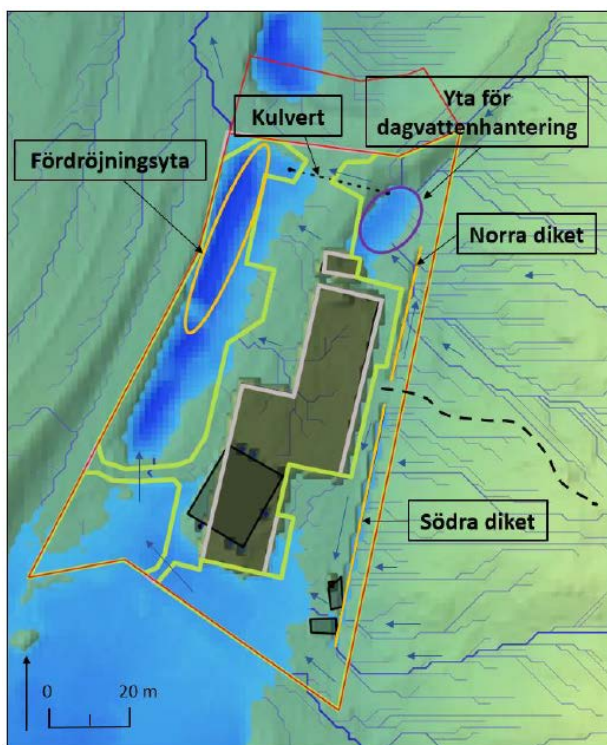 Yta för
dagvattenhantering
Kulvert
Fördröjningsyta
Norra diket
Södra diket
0 20 m